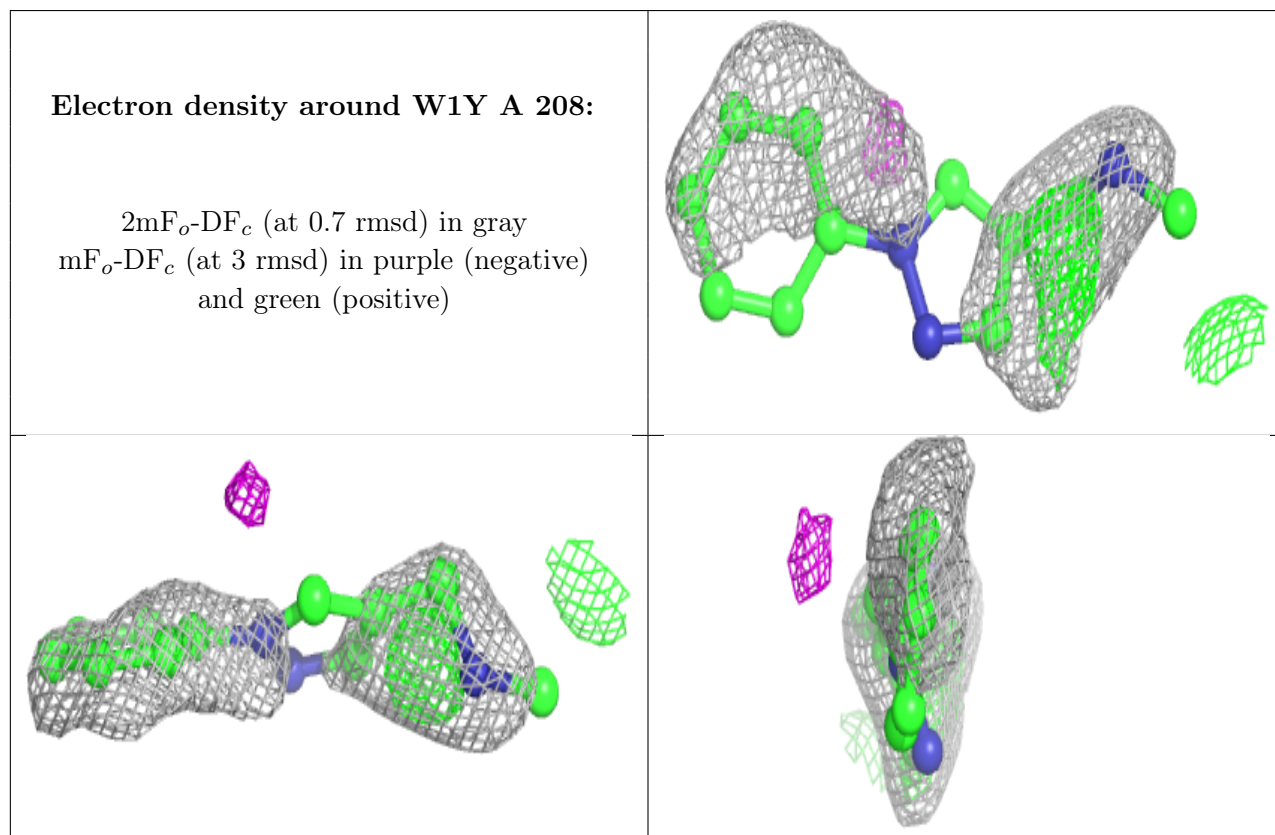 Electron density around W1Y A 208:
2mFₒ-DF𝒸 (at 0.7 rmsd) in gray
mFₒ-DF𝒸 (at 3 rmsd) in purple (negative)
and green (positive)